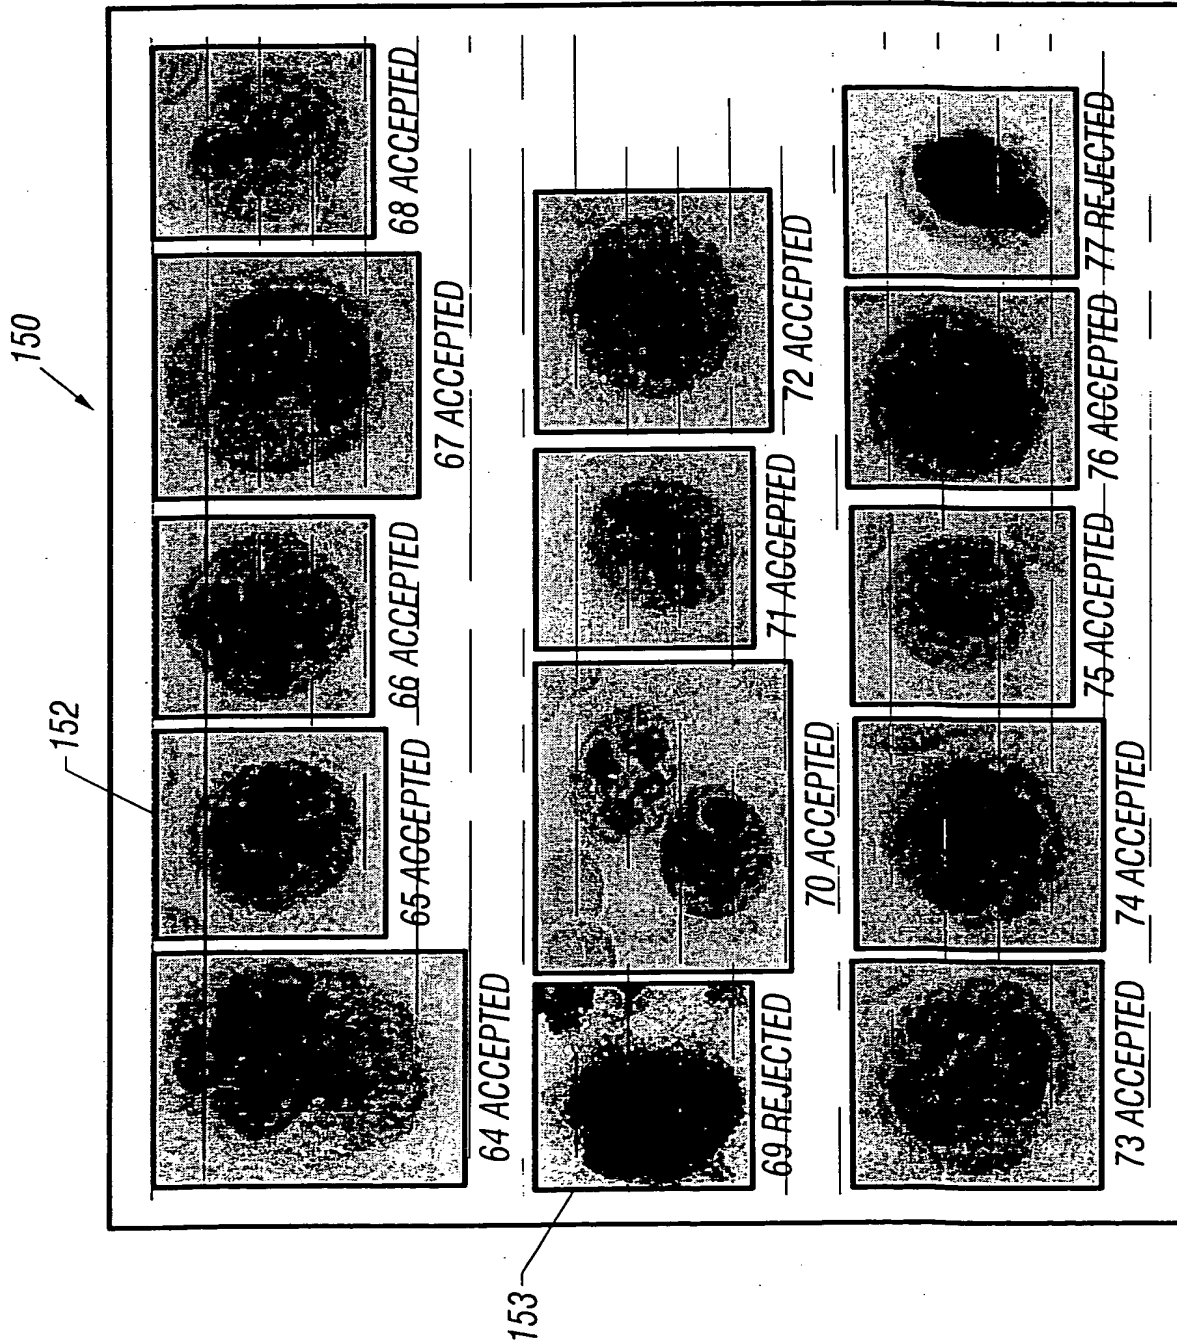 150
152
64 ACCEPTED
65 ACCEPTED
66 ACCEPTED
67 ACCEPTED
68 ACCEPTED
153
69 REJECTED
70 ACCEPTED
71 ACCEPTED
72 ACCEPTED
73 ACCEPTED
74 ACCEPTED
75 ACCEPTED
76 ACCEPTED
77 REJECTED